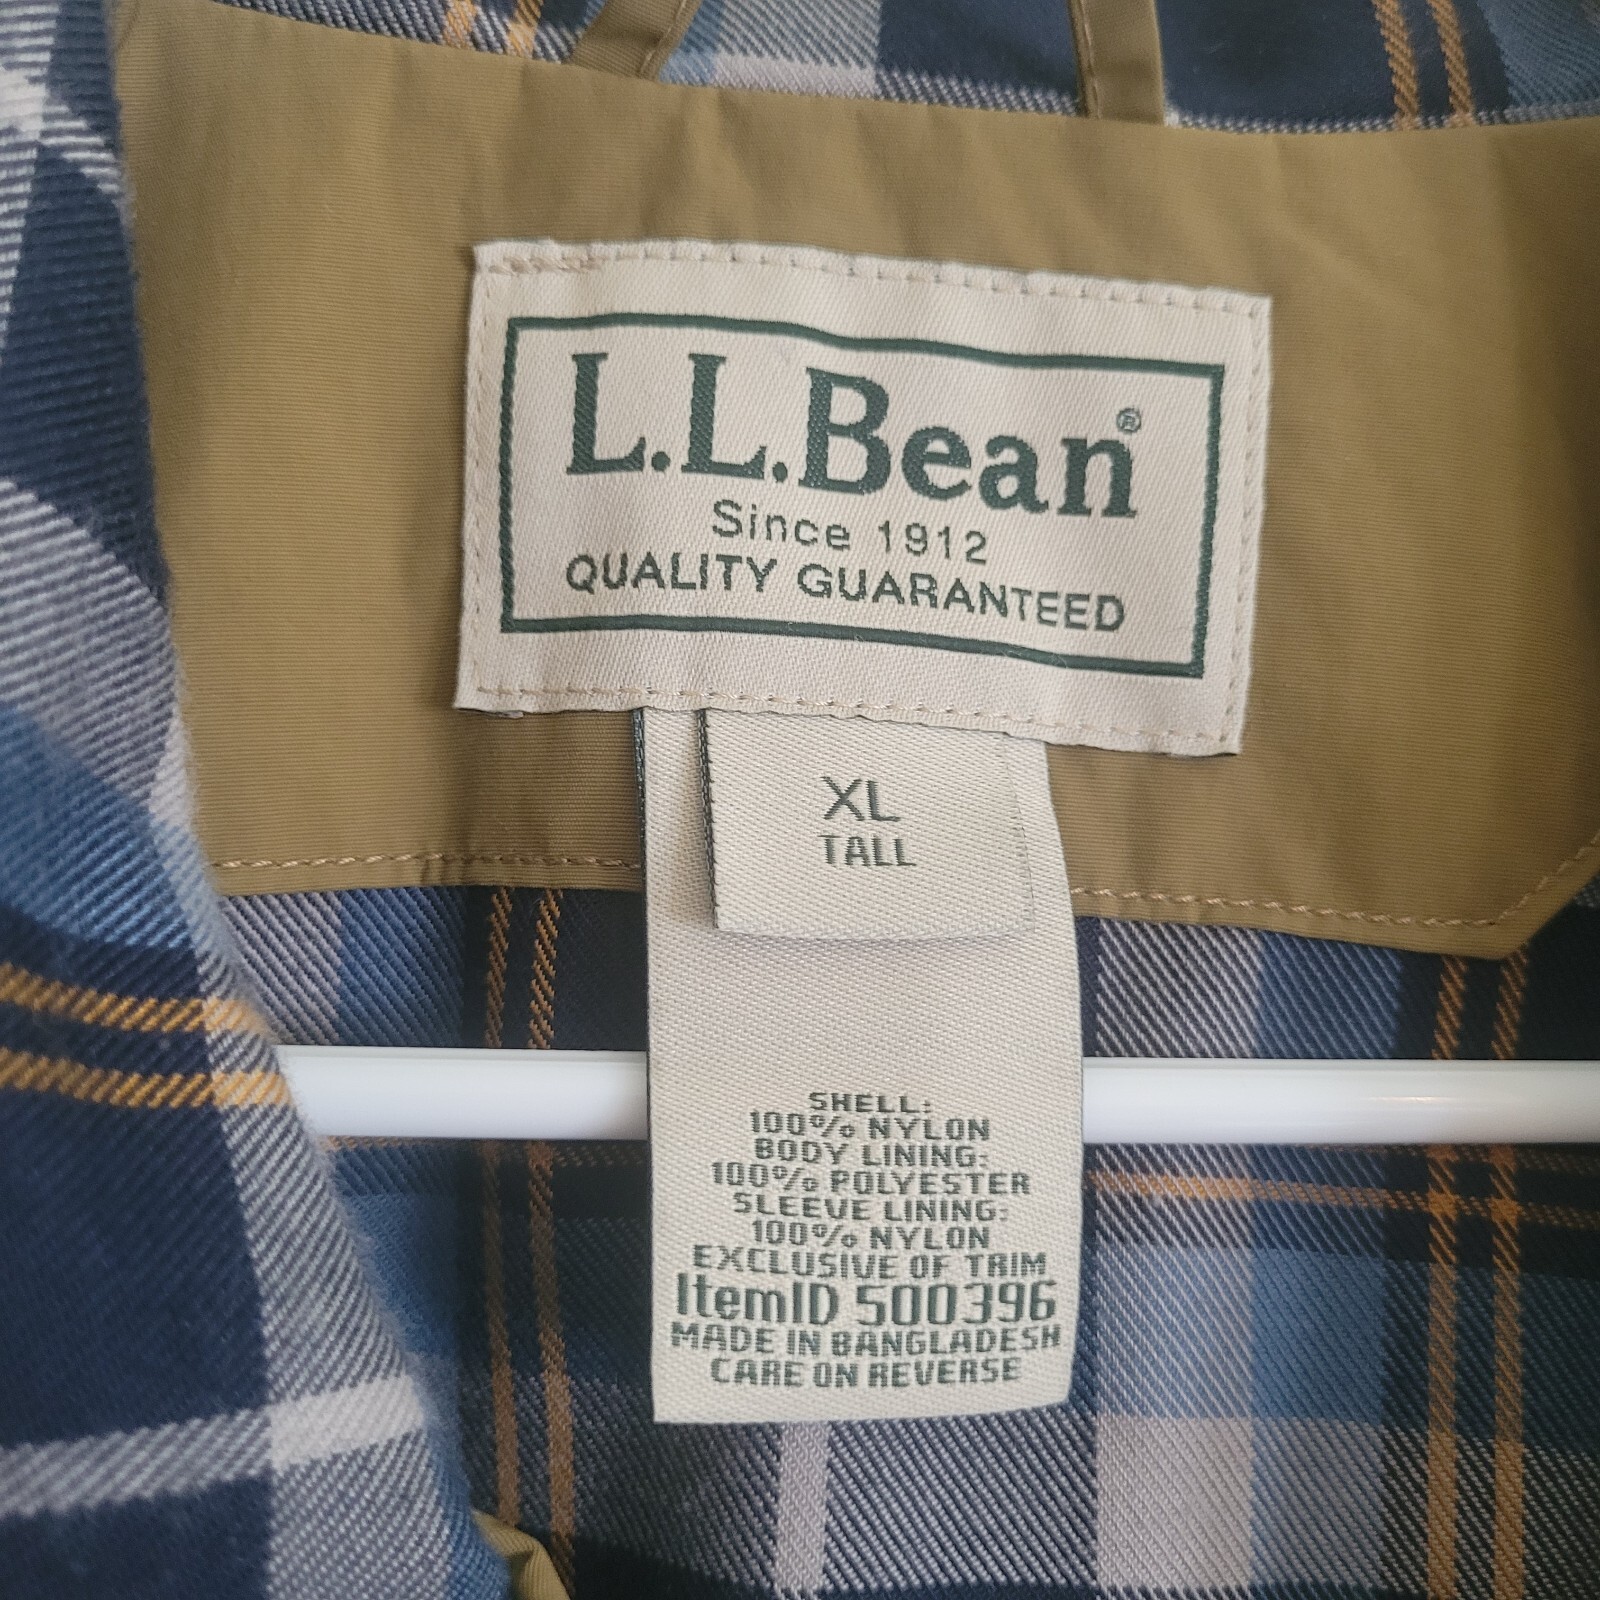 L.L.Bean®
Since 1912
QUALITY GUARANTEED
XL
TALL
SHELL:
100% NYLON
BODY LINING:
100% POLYESTER
SLEEVE LINING:
100% NYLON
EXCLUSIVE OF TRIM
ItemID 500396
MADE IN BANGLADESH
CARE ON REVERSE